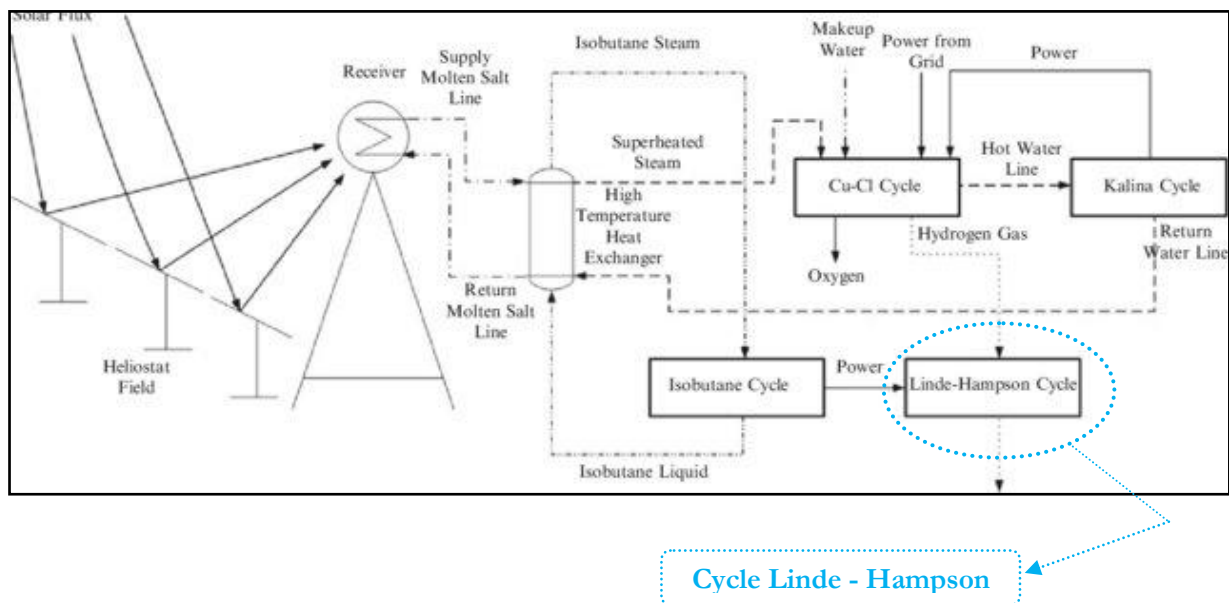 Solar Flux
Receiver
Supply
Molten Salt
Line
Isobutane Steam
Makeup
Water
Power from
Grid
Power
Superheated
Steam
Hot Water
Line
Cu-Cl Cycle
Kalina Cycle
High
Temperature
Heat
Exchanger
Hydrogen Gas
Return
Water Line
Oxygen
Return
Molten Salt
Line
Heliostat
Field
Isobutane Cycle
Power
Linde-Hampson Cycle
Isobutane Liquid
Cycle Linde - Hampson